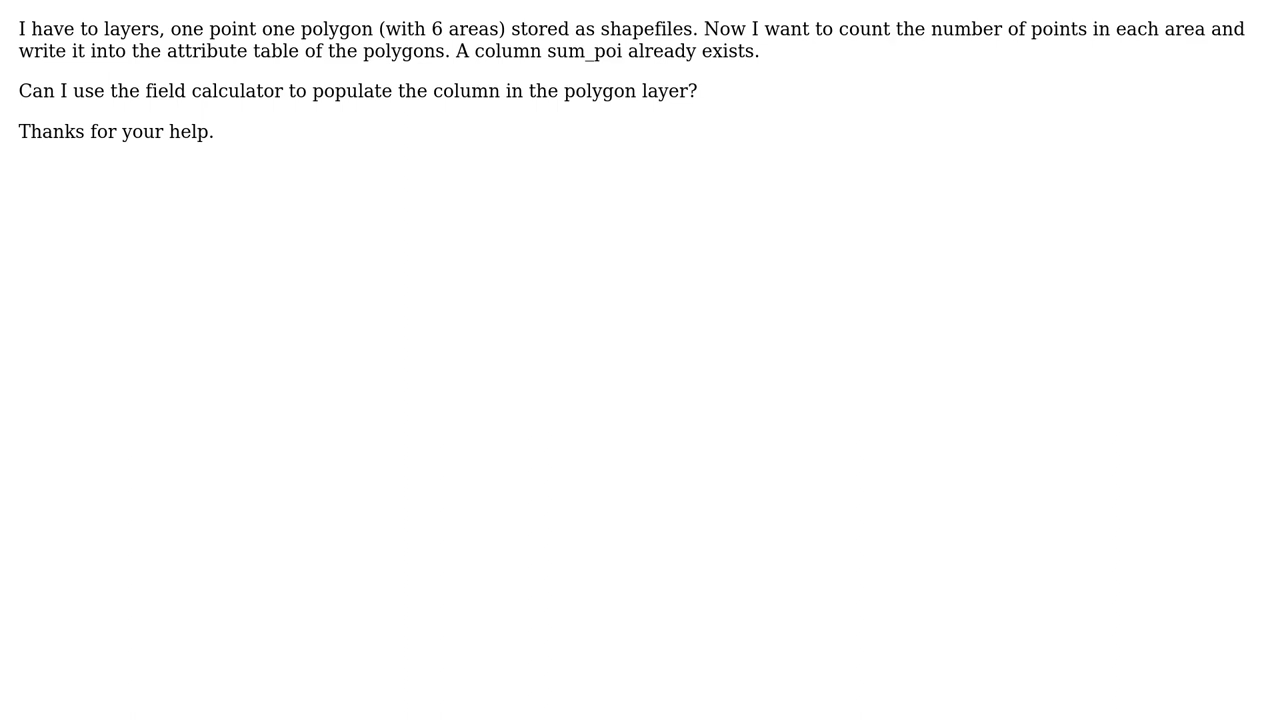 I have to layers, one point one polygon (with 6 areas) stored as shapefiles. Now I want to count the number of points in each area and
write it into the attribute table of the polygons. A column sum_poi already exists.
Can I use the field calculator to populate the column in the polygon layer?
Thanks for your help.